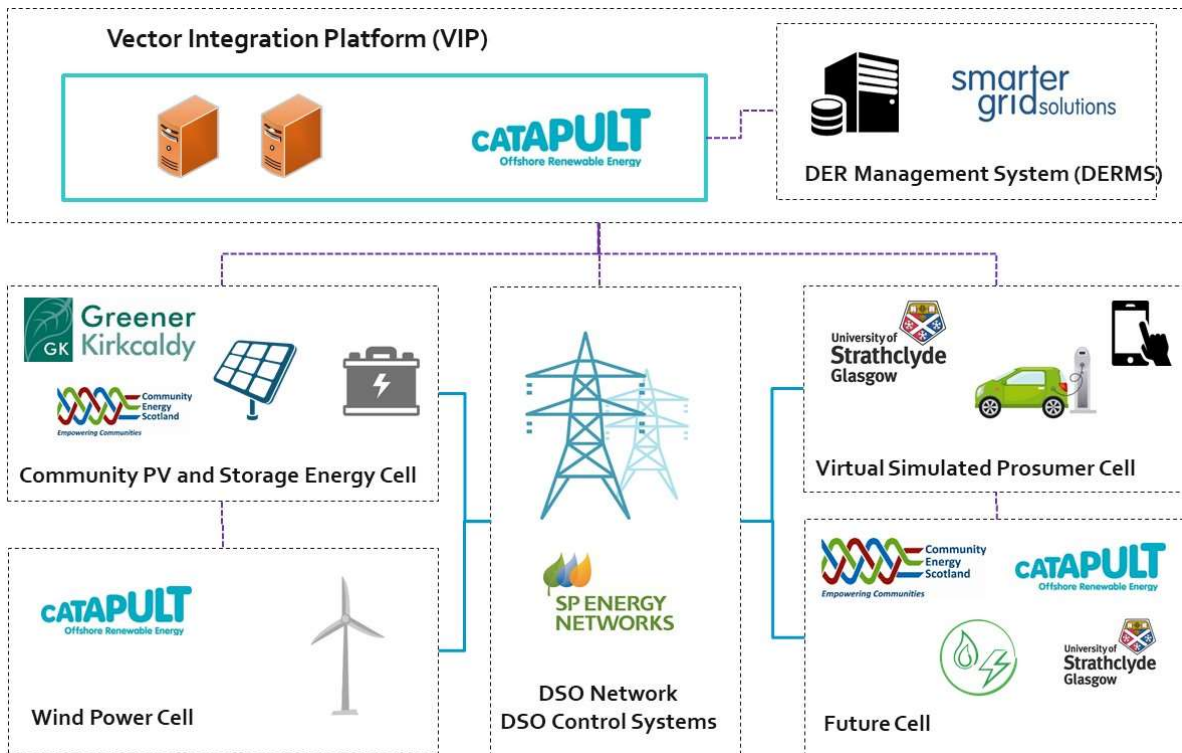 Vector Integration Platform (VIP)
CATAPULT
Offshore Renewable Energy
smarter
gridsolutions
DER Management System (DERMS)
GK
Greener
Kirkcaldy
Community
Energy
Scotland
Empowering Communities
Community PV and Storage Energy Cell
CATAPULT
Offshore Renewable Energy
Wind Power Cell
SP ENERGY
NETWORKS
DSO Network
DSO Control Systems
University of
Strathclyde
Glasgow
Virtual Simulated Prosumer Cell
Community
Energy
Scotland
Empowering Communities
CATAPULT
Offshore Renewable Energy
University of
Strathclyde
Glasgow
Future Cell